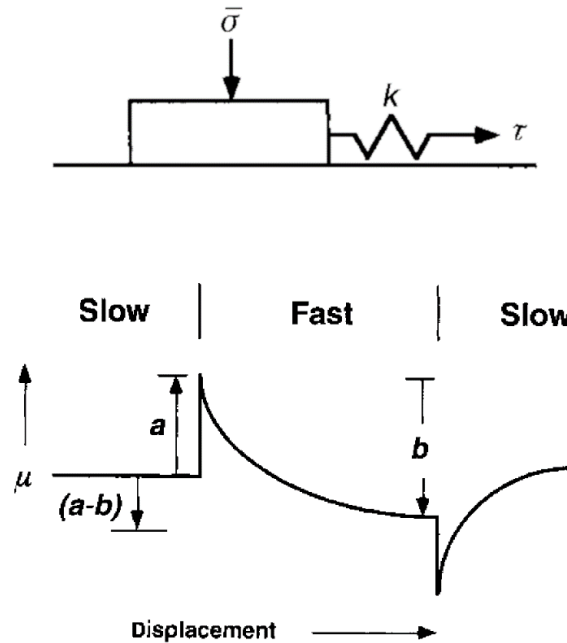 σ̄
k
τ
Slow Fast Slow
a
b
μ
(a-b)
Displacement